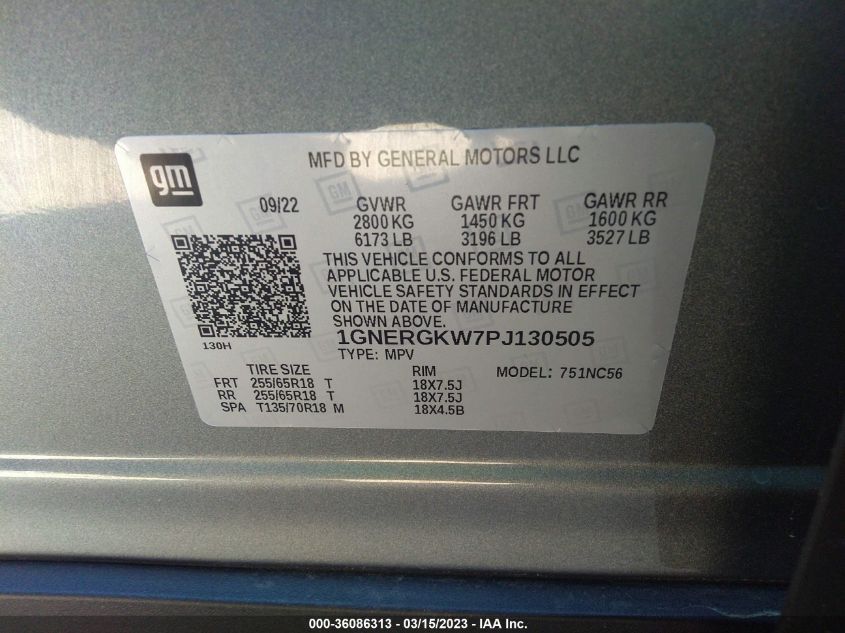 gm
MFD BY GENERAL MOTORS LLC
09/22 GVWR GAWR FRT GAWR RR
2800 KG 1450 KG 1600 KG
6173 LB 3196 LB 3527 LB
THIS VEHICLE CONFORMS TO ALL
APPLICABLE U.S. FEDERAL MOTOR
VEHICLE SAFETY STANDARDS IN EFFECT
ON THE DATE OF MANUFACTURE
SHOWN ABOVE.
130H
1GNERGKW7PJ130505
TYPE: MPV
TIRE SIZE RIM MODEL: 751NC56
FRT 255/65R18 T 18X7.5J
RR 255/65R18 T 18X7.5J
SPA T135/70R18 M 18X4.5B
000-36086313 — 03/15/2023 — IAA Inc.